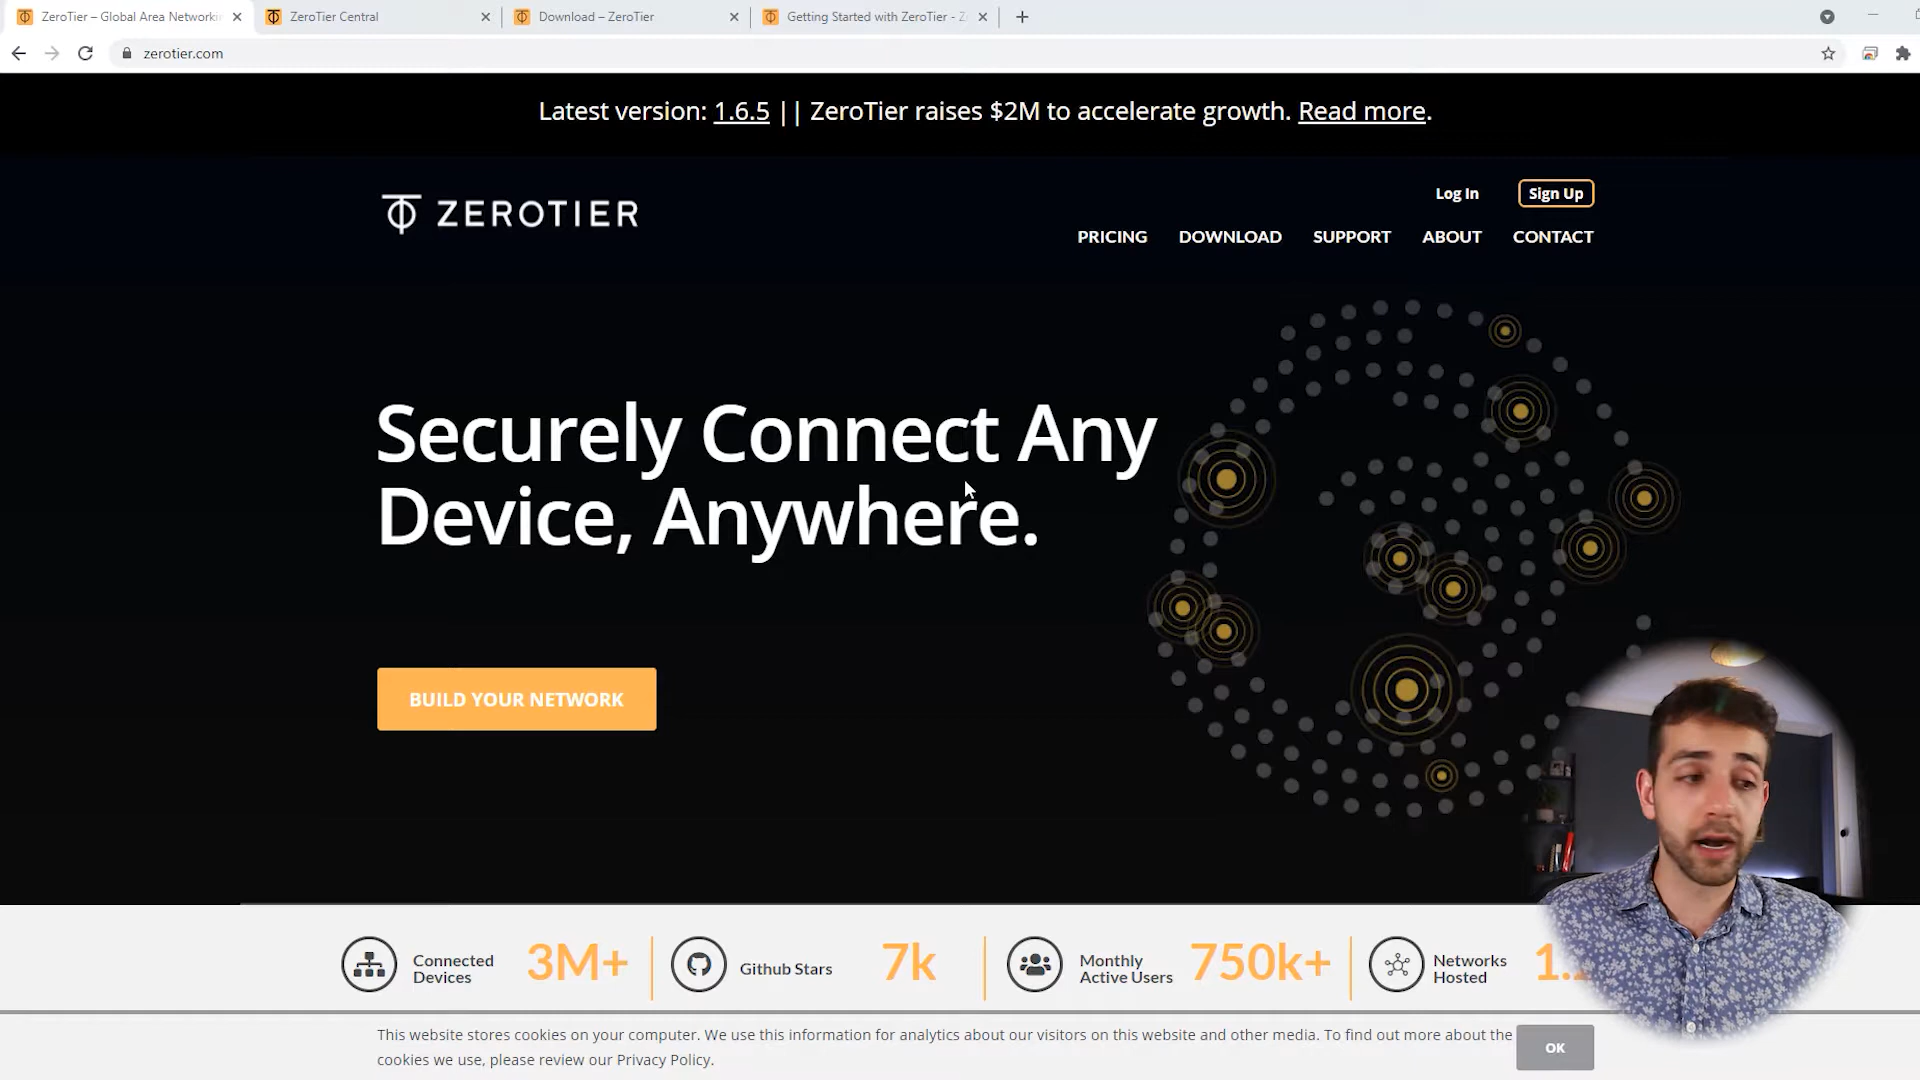 ZeroTier – Global Area Networki
ZeroTier Central
Download – ZeroTier
Getting Started with ZeroTier - Z
zerotier.com
Latest version: 1.6.5 || ZeroTier raises $2M to accelerate growth. Read more.
ZEROTIER
Log In
Sign Up
PRICING
DOWNLOAD
SUPPORT
ABOUT
CONTACT
Securely Connect Any
Device, Anywhere.
BUILD YOUR NETWORK
Connected
Devices
3M+
Github Stars
7k
Monthly
Active Users
750k+
Networks
Hosted
1.
This website stores cookies on your computer. We use this information for analytics about our visitors on this website and other media. To find out more about the
cookies we use, please review our Privacy Policy.
OK